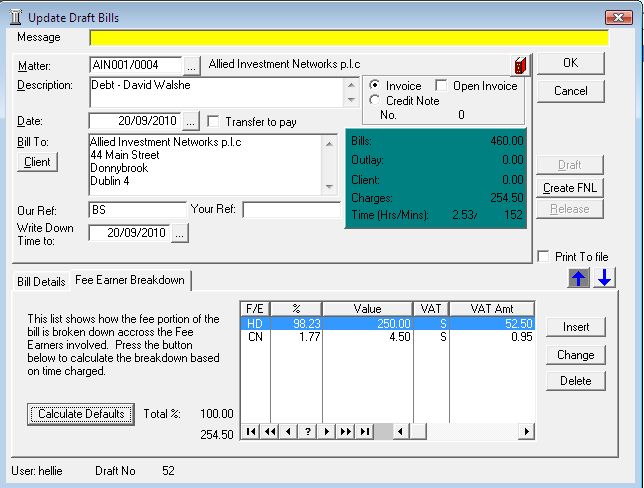 Update Draft Bills
Message
Matter: AIN001/0004 ... Allied Investment Networks p.l.c
Description: Debt - David Walshe
Invoice Open Invoice
Credit Note
No. 0
OK
Cancel
Date: 20/09/2010 ... Transfer to pay
Bill To: Allied Investment Networks p.l.c
44 Main Street
Donnybrook
Dublin 4
Client
Bills: 460.00
Outlay: 0.00
Client: 0.00
Charges: 254.50
Time (Hrs/Mins): 2.53/ 152
Draft
Create FNL
Release
Our Ref: BS Your Ref:
Write Down
Time to: 20/09/2010 ...
Print To file
Bill Details Fee Earner Breakdown
This list shows how the fee portion of the
bill is broken down accross the Fee
Earners involved. Press the button
below to calculate the breakdown based
on time charged.
F/E % Value VAT VAT Amt
HD 98.23 250.00 S 52.50
CN 1.77 4.50 S 0.95
Insert
Change
Delete
Calculate Defaults Total %: 100.00
254.50
?
User: hellie Draft No 52